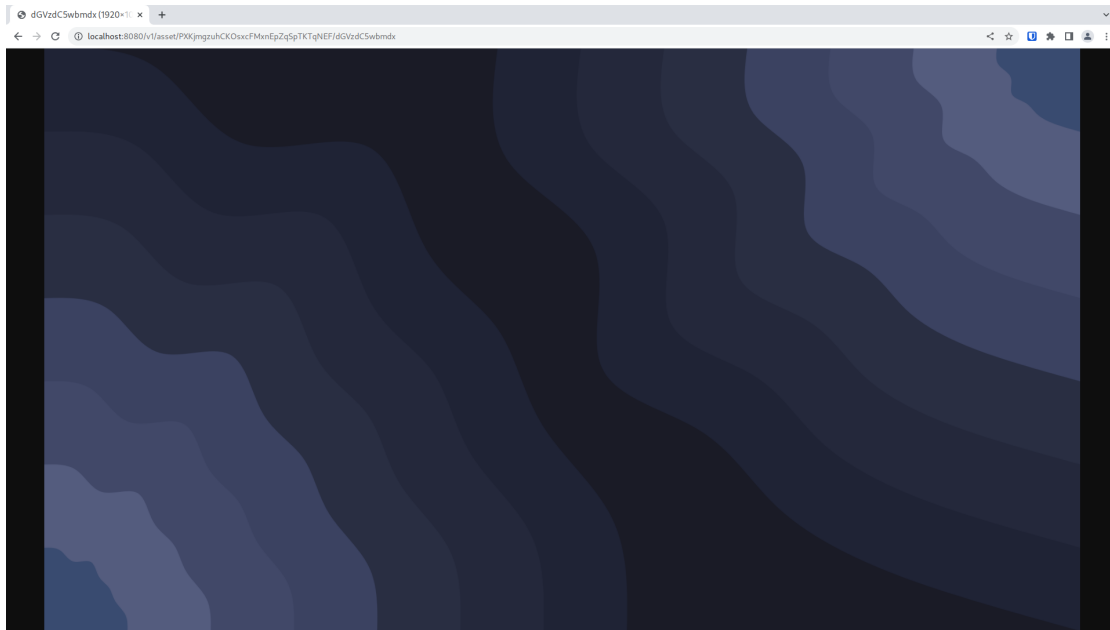 dGVzdC5wbmdx (1920×10
localhost:8080/v1/asset/PXKjmgzuhCKOsxcFMxnEpZqSpTKTqNEF/dGVzdC5wbmdx